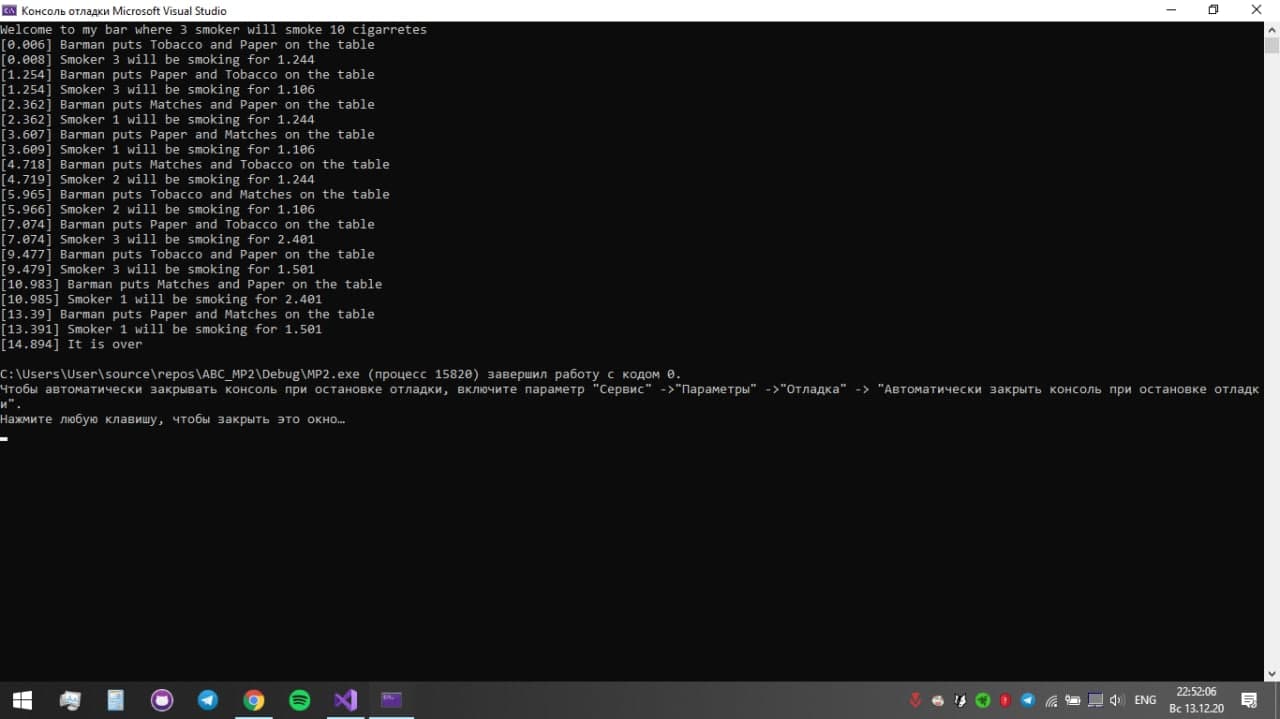 Консоль отладки Microsoft Visual Studio
Welcome to my bar where 3 smoker will smoke 10 cigarretes
[0.006] Barman puts Tobacco and Paper on the table
[0.008] Smoker 3 will be smoking for 1.244
[1.254] Barman puts Paper and Tobacco on the table
[1.254] Smoker 3 will be smoking for 1.106
[2.362] Barman puts Matches and Paper on the table
[2.362] Smoker 1 will be smoking for 1.244
[3.607] Barman puts Paper and Matches on the table
[3.609] Smoker 1 will be smoking for 1.106
[4.718] Barman puts Matches and Tobacco on the table
[4.719] Smoker 2 will be smoking for 1.244
[5.965] Barman puts Tobacco and Matches on the table
[5.966] Smoker 2 will be smoking for 1.106
[7.074] Barman puts Paper and Tobacco on the table
[7.074] Smoker 3 will be smoking for 2.401
[9.477] Barman puts Tobacco and Paper on the table
[9.479] Smoker 3 will be smoking for 1.501
[10.983] Barman puts Matches and Paper on the table
[10.985] Smoker 1 will be smoking for 2.401
[13.39] Barman puts Paper and Matches on the table
[13.391] Smoker 1 will be smoking for 1.501
[14.894] It is over
C:\Users\User\source\repos\ABC_MP2\Debug\MP2.exe (процесс 15820) завершил работу с кодом 0.
Чтобы автоматически закрывать консоль при остановке отладки, включите параметр "Сервис" ->"Параметры" ->"Отладка" -> "Автоматически закрыть консоль при остановке отладк
и".
Нажмите любую клавишу, чтобы закрыть это окно…
ENG
22:52:06
Вс 13.12.20